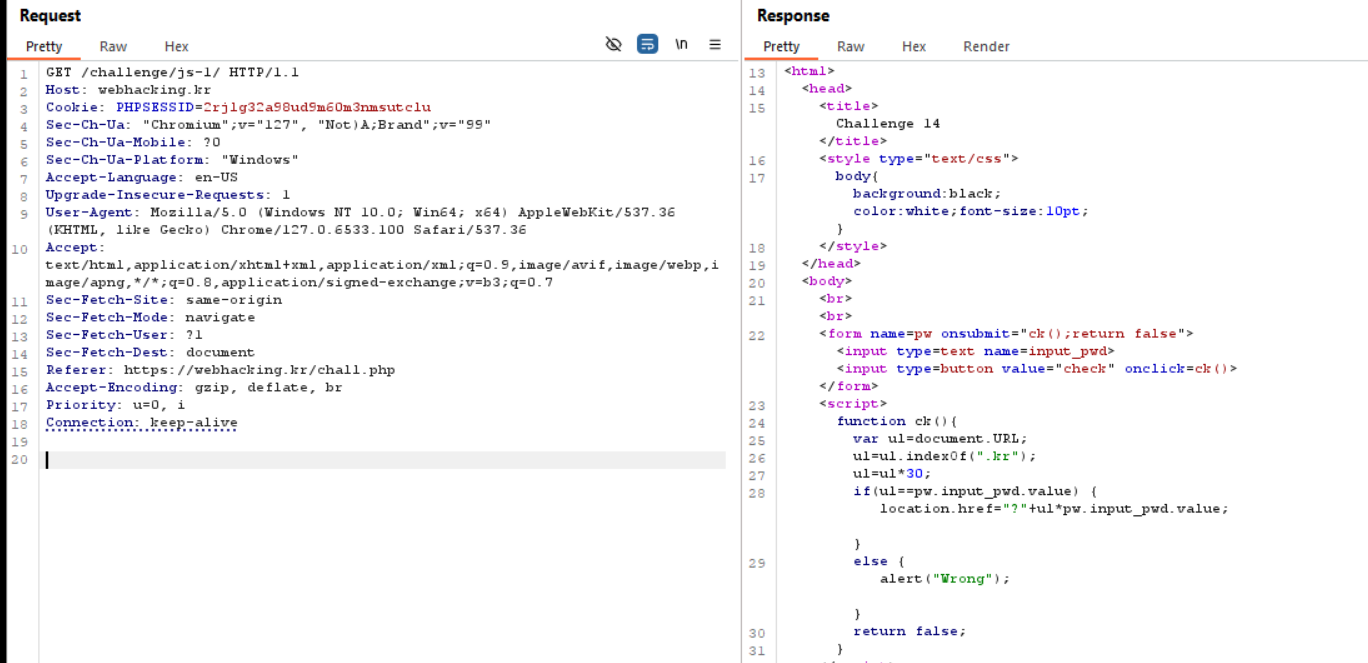 Request
Pretty Raw Hex \n
1 GET /challenge/js-1/ HTTP/1.1
2 Host: webhacking.kr
3 Cookie: PHPSESSID=2rjlg32a98ud9m60m3nmsutclu
4 Sec-Ch-Ua: "Chromium";v="127", "Not)A;Brand";v="99"
5 Sec-Ch-Ua-Mobile: ?0
6 Sec-Ch-Ua-Platform: "Windows"
7 Accept-Language: en-US
8 Upgrade-Insecure-Requests: 1
9 User-Agent: Mozilla/5.0 (Windows NT 10.0; Win64; x64) AppleWebKit/537.36
(KHTML, like Gecko) Chrome/127.0.6533.100 Safari/537.36
10 Accept:
text/html,application/xhtml+xml,application/xml;q=0.9,image/avif,image/webp,i
mage/apng,*/*;q=0.8,application/signed-exchange;v=b3;q=0.7
11 Sec-Fetch-Site: same-origin
12 Sec-Fetch-Mode: navigate
13 Sec-Fetch-User: ?1
14 Sec-Fetch-Dest: document
15 Referer: https://webhacking.kr/chall.php
16 Accept-Encoding: gzip, deflate, br
17 Priority: u=0, i
18 Connection: keep-alive
19
20
Response
Pretty Raw Hex Render
13 <html>
14 <head>
15 <title>
Challenge 14
</title>
16 <style type="text/css">
17 body{
background:black;
color:white;font-size:10pt;
}
18 </style>
19 </head>
20 <body>
21 <br>
<br>
22 <form name=pw onsubmit="ck();return false">
<input type=text name=input_pwd>
<input type=button value="check" onclick=ck()>
</form>
23 <script>
24 function ck(){
25 var ul=document.URL;
26 ul=ul.indexOf(".kr");
27 ul=ul*30;
28 if(ul==pw.input_pwd.value) {
location.href="?"+ul*pw.input_pwd.value;
}
29 else {
alert("Wrong");
}
30 return false;
31 }